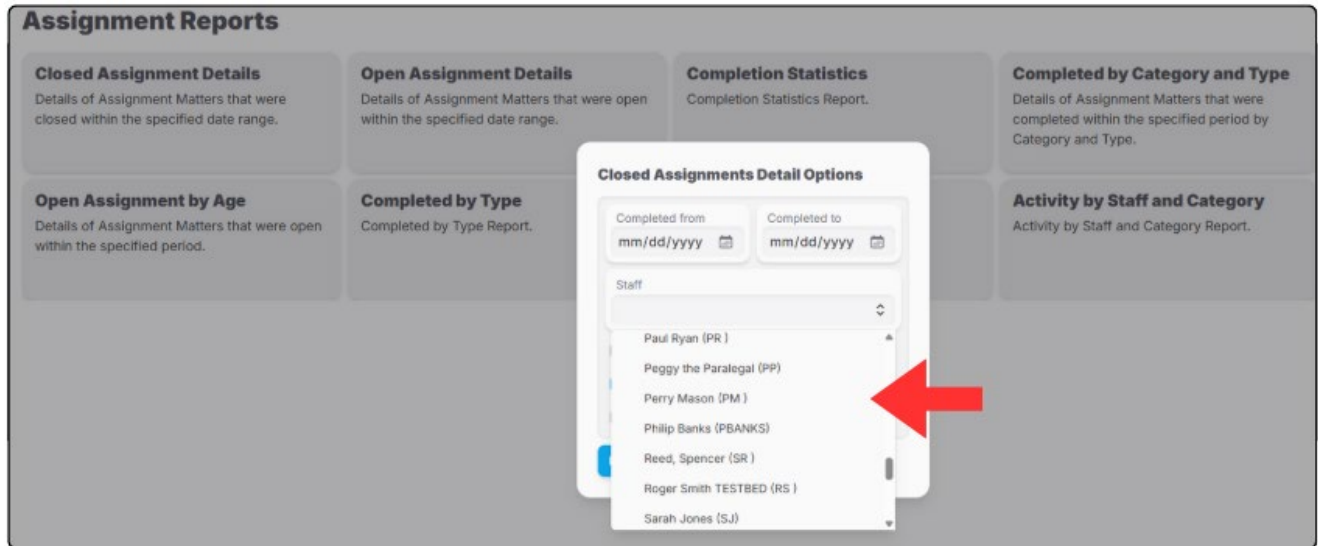 Assignment Reports
Closed Assignment Details
Details of Assignment Matters that were
closed within the specified date range.
Open Assignment Details
Details of Assignment Matters that were open
within the specified date range.
Completion Statistics
Completion Statistics Report.
Completed by Category and Type
Details of Assignment Matters that were
completed within the specified period by
Category and Type.
Open Assignment by Age
Details of Assignment Matters that were open
within the specified period.
Completed by Type
Completed by Type Report.
Activity by Staff and Category
Activity by Staff and Category Report.
Closed Assignments Detail Options
Completed from
mm/dd/yyyy
Completed to
mm/dd/yyyy
Staff
Paul Ryan (PR )
Peggy the Paralegal (PP)
Perry Mason (PM )
Philip Banks (PBANKS)
Reed, Spencer (SR )
Roger Smith TESTBED (RS )
Sarah Jones (SJ)